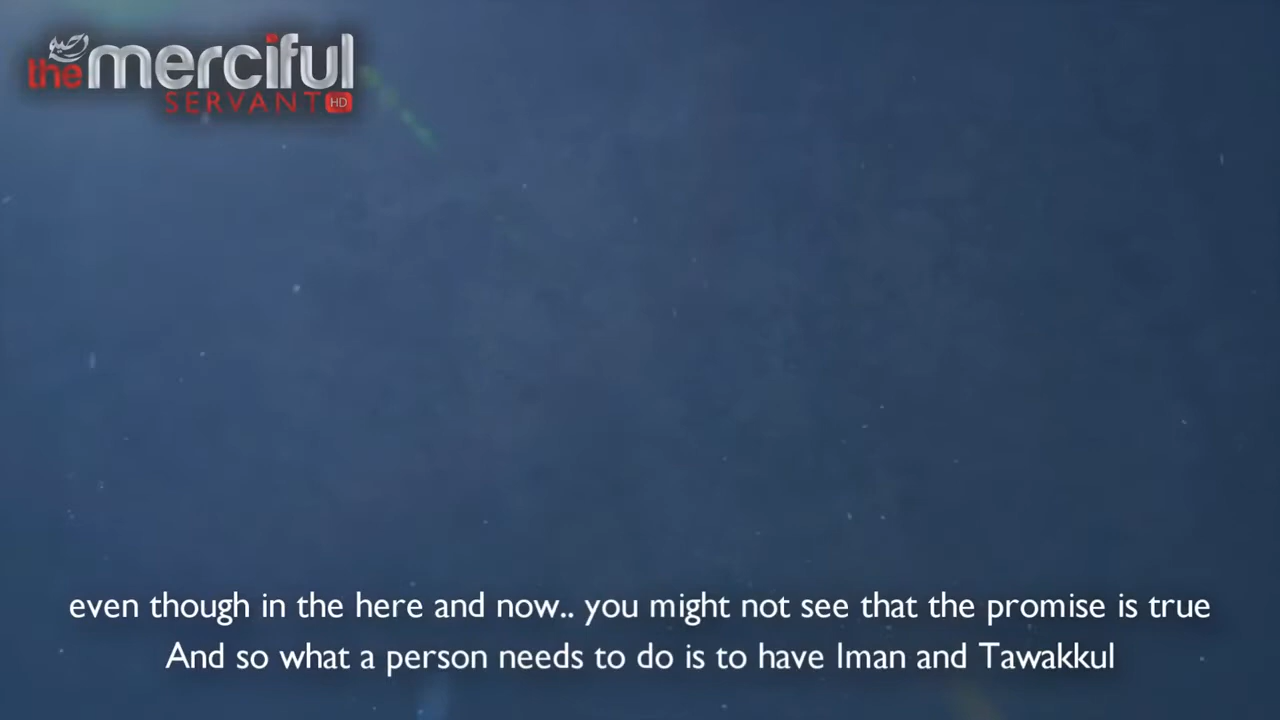 the merciful
SERVANT HD
even though in the here and now.. you might not see that the promise is true
And so what a person needs to do is to have Iman and Tawakkul